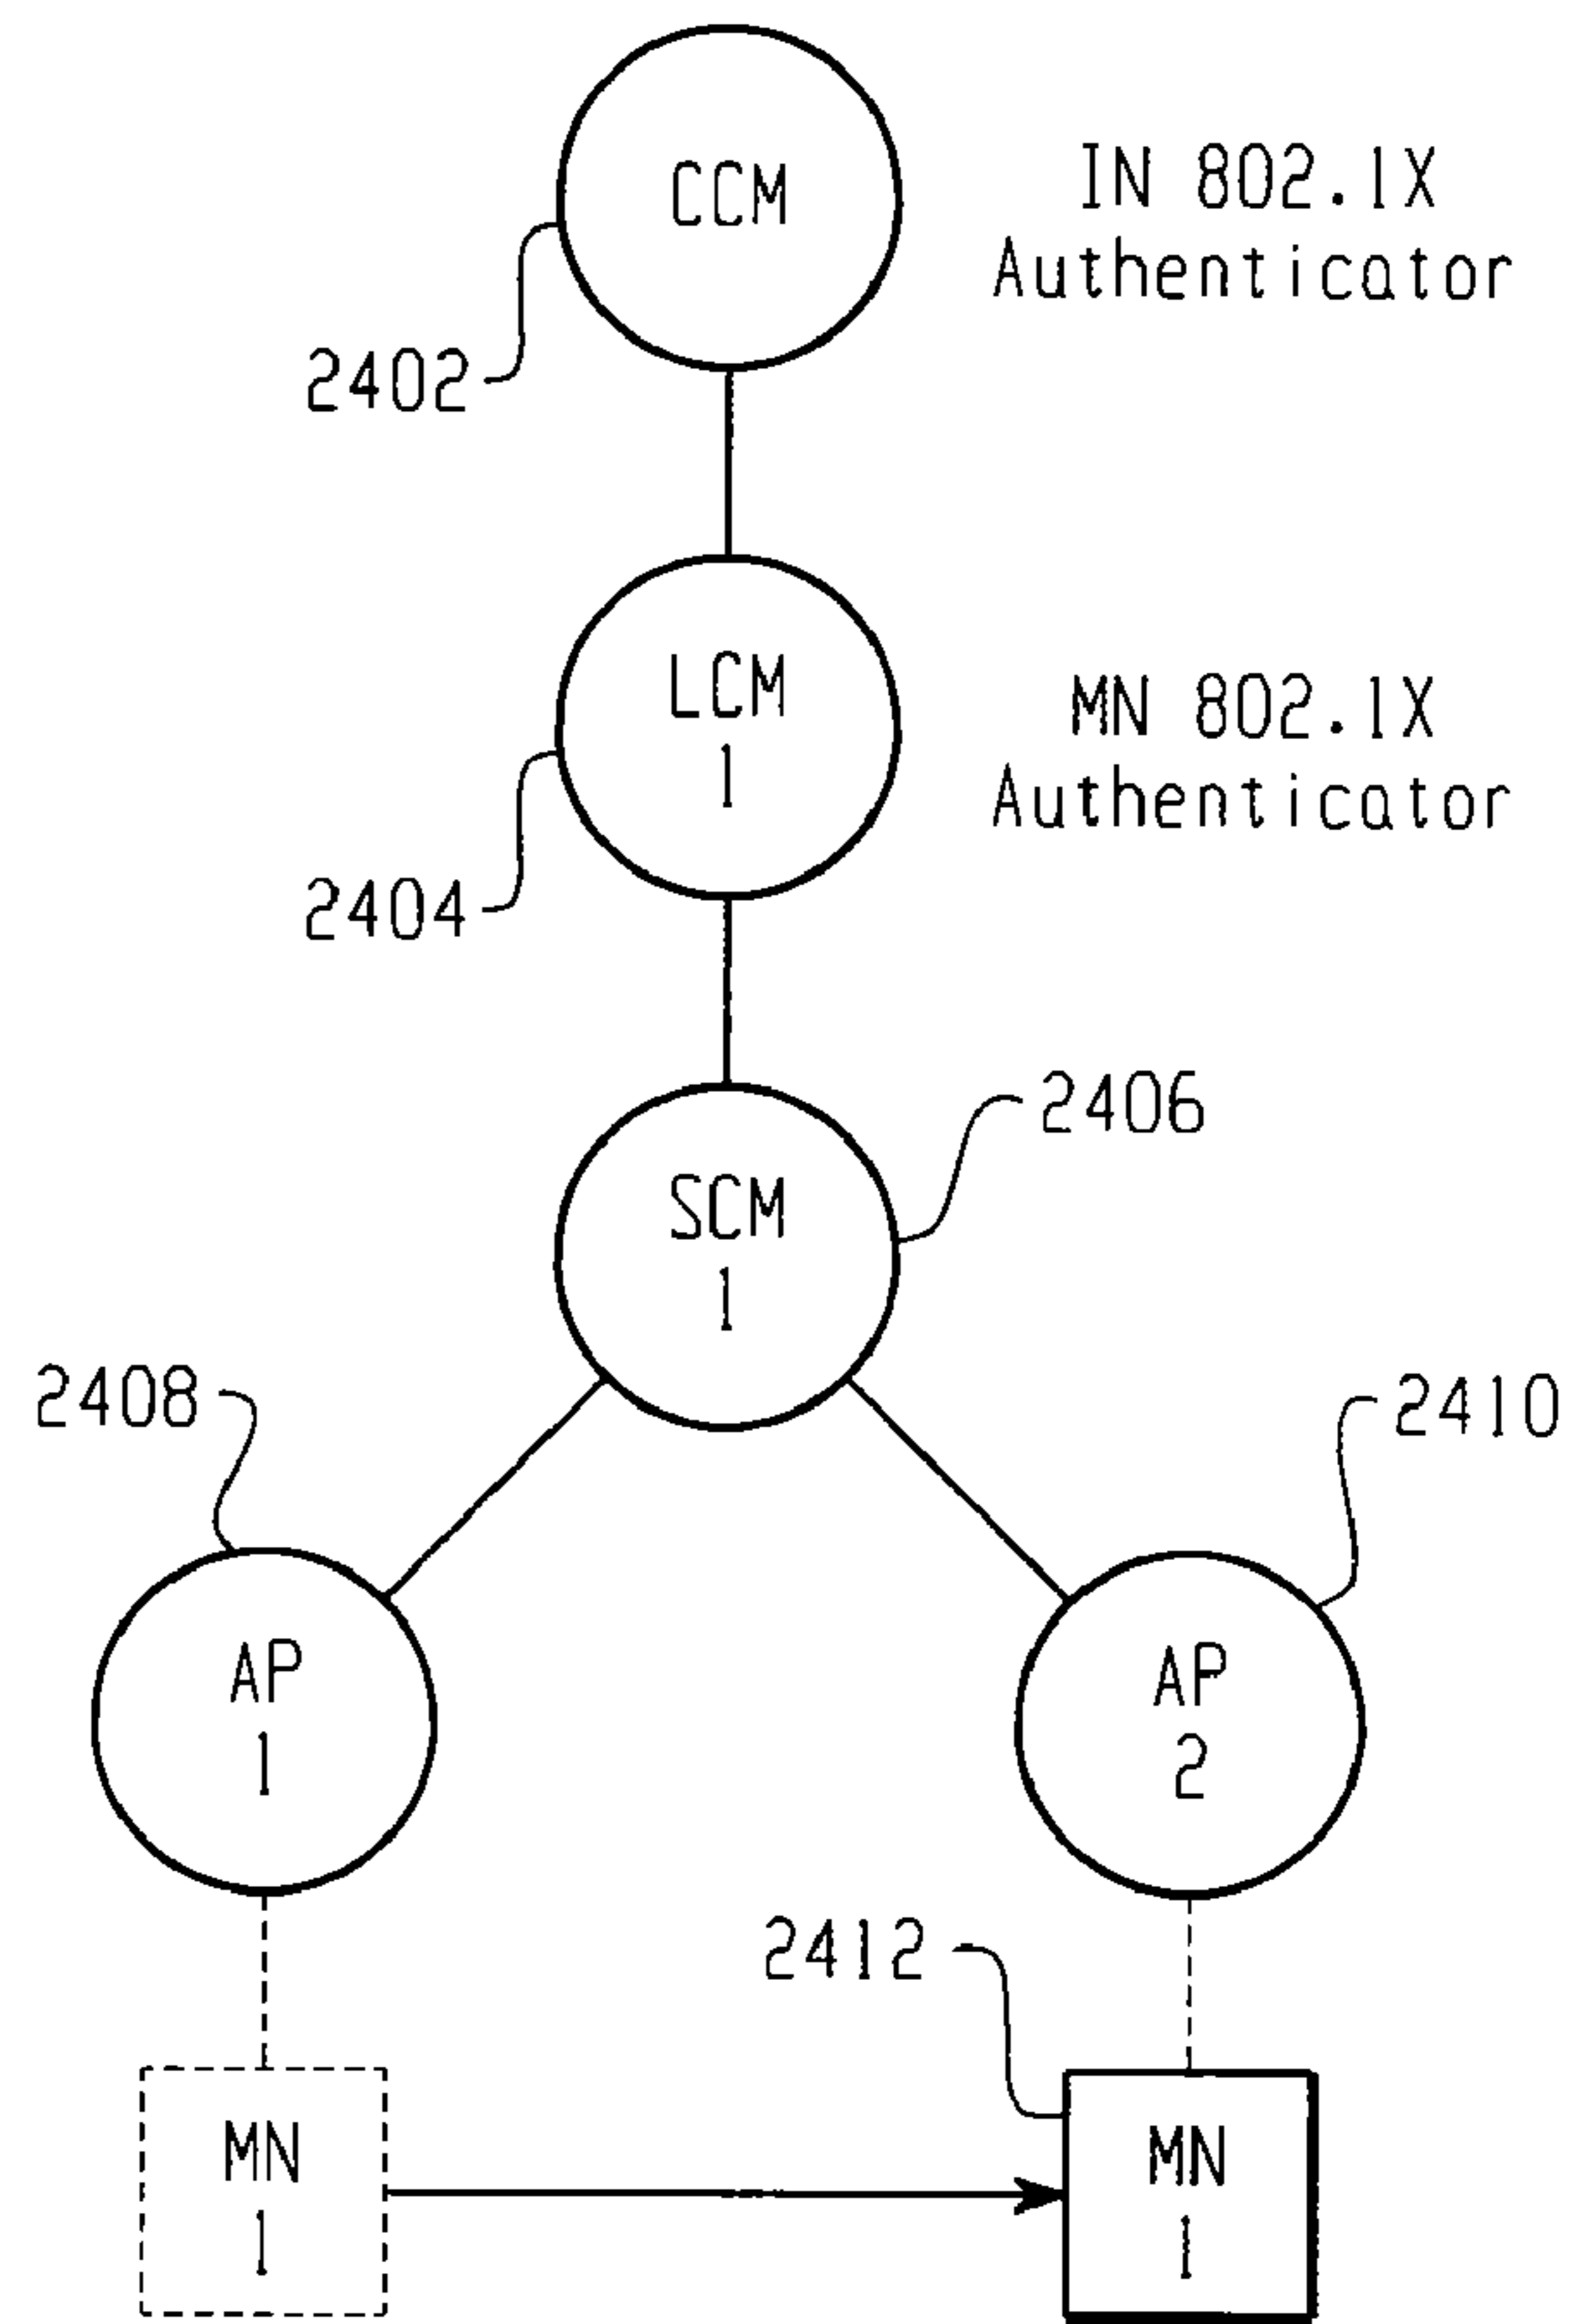 CCM
IN 802.1X
Authenticator
2402
LCM
1
MN 802.1X
Authenticator
2404
2406
SCM
1
2408
2410
AP
1
AP
2
2412
MN
1
MN
1